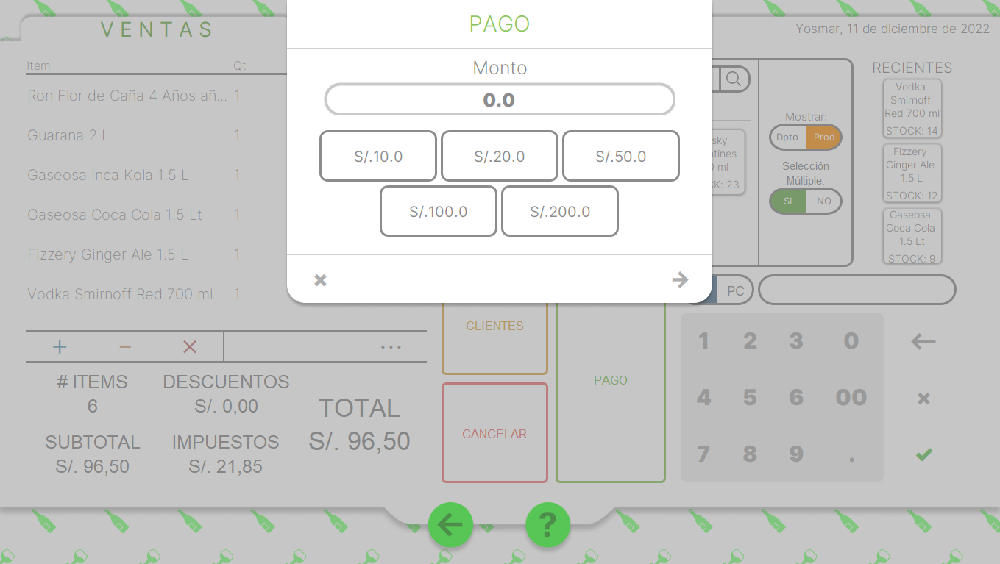 VENTAS
PAGO
Yosmar, 11 de diciembre de 2022
Item Qt
Ron Flor de Caña 4 Años añ... 1
Guarana 2 L 1
Gaseosa Inca Kola 1.5 L 1
Gaseosa Coca Cola 1.5 Lt 1
Fizzery Ginger Ale 1.5 L 1
Vodka Smirnoff Red 700 ml 1
Monto
0.0
S/.10.0 S/.20.0 S/.50.0
S/.100.0 S/.200.0
Mostrar:
Dpto Prod
Selección
Múltiple:
SI NO
RECIENTES
Vodka
Smirnoff
Red 700 ml
STOCK: 14
Fizzery
Ginger Ale
1.5 L
STOCK: 12
Gaseosa
Coca Cola
1.5 Lt
STOCK: 9
ml
23
PC
+ − × ...
# ITEMS
6
DESCUENTOS
S/. 0,00
SUBTOTAL
S/. 96,50
IMPUESTOS
S/. 21,85
TOTAL
S/. 96,50
CLIENTES
CANCELAR
PAGO
1 2 3 0
4 5 6 00
7 8 9 .
?